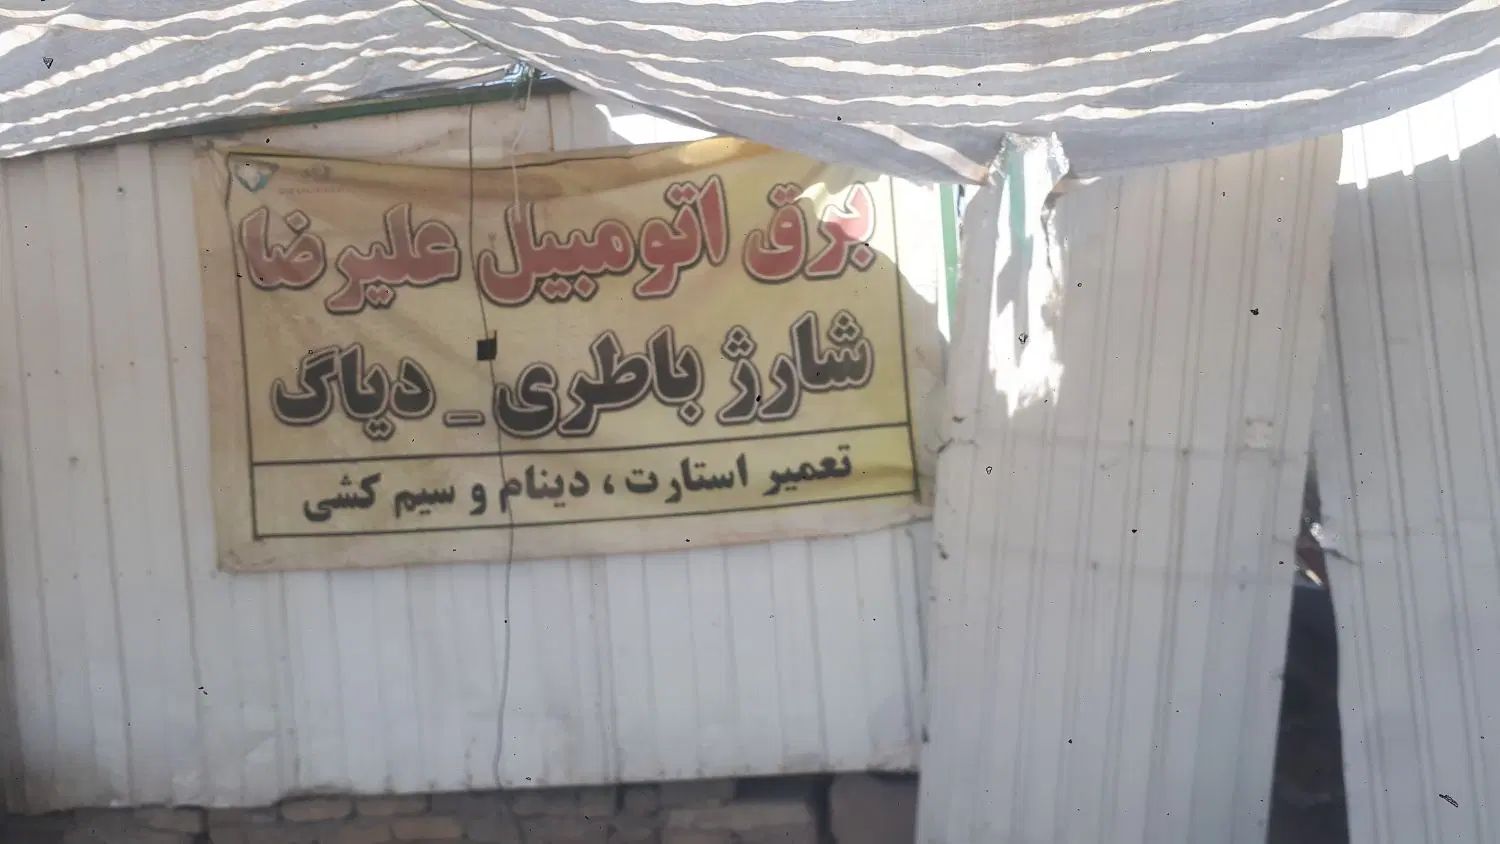 برق اتومبیل علیرضا
شارژ باطری _ دیاگ
تعمیر استارت ، دینام و سیم کشی